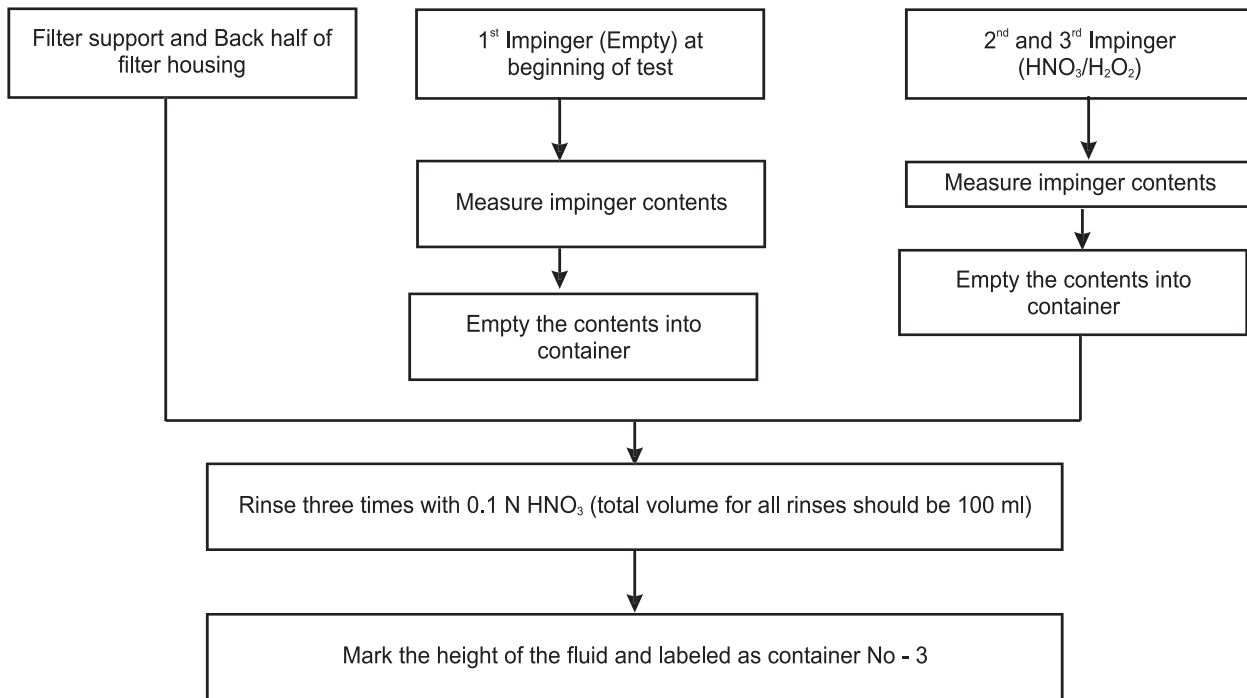 Filter support and Back half of
filter housing
1st Impinger (Empty) at
beginning of test
2nd and 3rd Impinger
(HNO₃/H₂O₂)
Measure impinger contents
Measure impinger contents
Empty the contents into
container
Empty the contents into
container
Rinse three times with 0.1 N HNO₃ (total volume for all rinses should be 100 ml)
Mark the height of the fluid and labeled as container No - 3